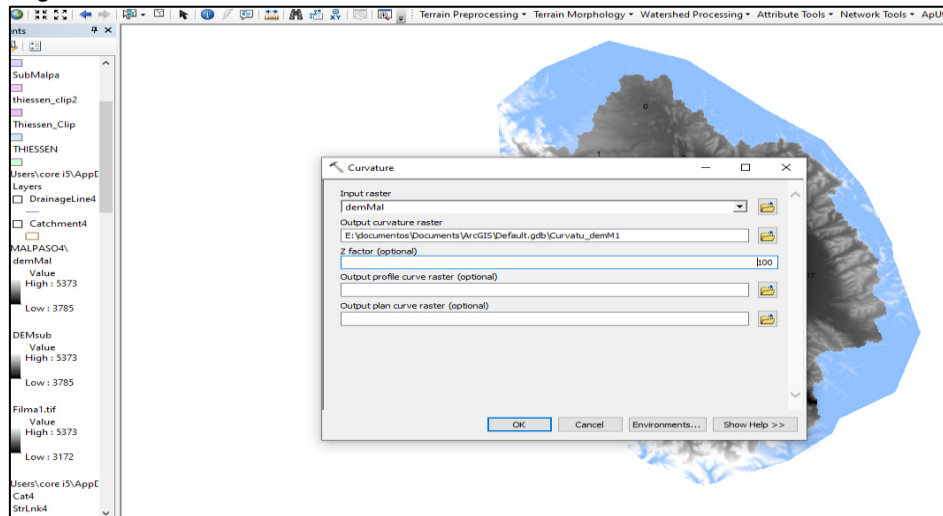 Terrain Preprocessing Terrain Morphology Watershed Processing Attribute Tools Network Tools ApU
nts
SubMalpa
thiessen_clip2
Thiessen_Clip
THIESSEN
Users\core i5\AppD
Layers
DrainageLine4
Catchment4
MALPASO4\
demMal
Value
High : 5373
Low : 3785
DEMsub
Value
High : 5373
Low : 3785
Filma1.tif
Value
High : 5373
Low : 3172
Users\core i5\AppD
Cat4
StrLnk4
0
1
Curvature
Input raster
demMal
Output curvature raster
E:\documentos\Documents\ArcGIS\Default.gdb\Curvatu_demM1
Z factor (optional)
100
Output profile curve raster (optional)
Output plan curve raster (optional)
OK Cancel Environments... Show Help >>